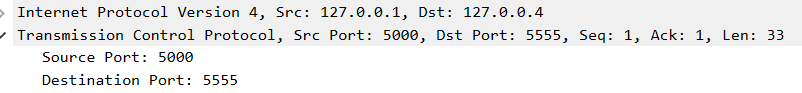 Internet Protocol Version 4, Src: 127.0.0.1, Dst: 127.0.0.4
Transmission Control Protocol, Src Port: 5000, Dst Port: 5555, Seq: 1, Ack: 1, Len: 33
Source Port: 5000
Destination Port: 5555